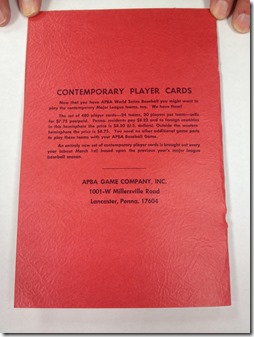 CONTEMPORARY PLAYER CARDS
Now that you have APBA World Series Baseball you might want to
play the contemporary Major League teams, too. We have them!
The set of 480 player cards—24 teams, 20 players per team—sells
for $7.75 postpaid. Penna. residents pay $8.22 and to foreign countries
in this hemisphere the price is (U.S. dollars). Outside the western
hemisphere the price is You need no other additional game parts
to play these teams with your APBA Baseball Game.
An entirely new set of contemporary player cards is brought out every
year (about March 1st) based upon the previous year's major league
baseball season.
APBA GAME COMPANY, INC.
1001-W Millersville Road
Lancaster, Penna. 17604